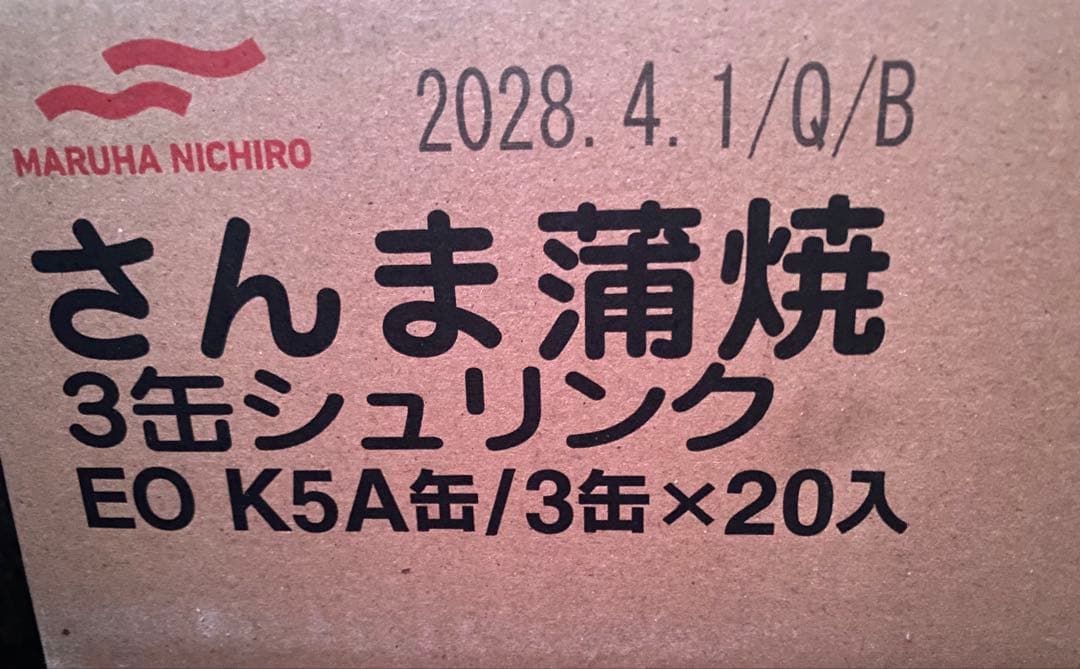 MARUHA NICHIRO
2028. 4. 1/Q/B
さんま蒲焼
3缶シュリンク
EO K5A缶/3缶×20入